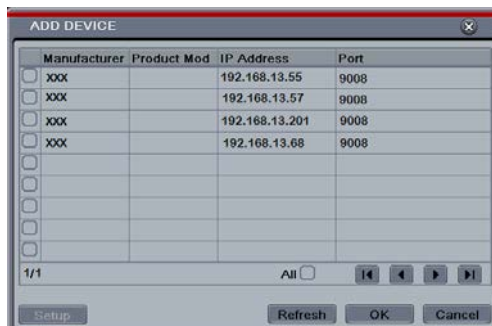 ADD DEVICE
Manufacturer Product Mod IP Address Port
XXX 192.168.13.55 9008
XXX 192.168.13.57 9008
XXX 192.168.13.201 9008
XXX 192.168.13.68 9008
1/1 All
Setup Refresh OK Cancel